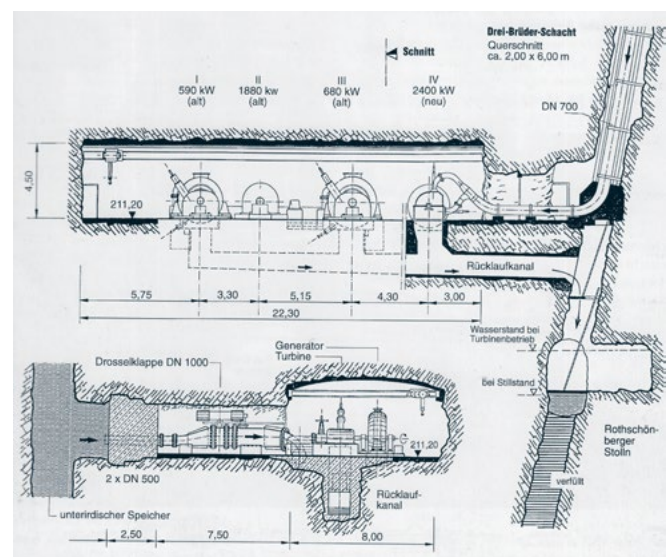 Drei-Brüder-Schacht
Querschnitt
ca. 2,00 x 6,00 m
Schnitt
I
590 kW
(alt)
II
1880 kw
(alt)
III
680 kW
(alt)
IV
2400 kW
(neu)
DN 700
4,50
211,20
Rücklaufkanal
5,75
3,30
5,15
4,30
3,00
22,30
Wasserstand bei
Turbinenbetrieb
bei Stillstand
Rothschön-
berger
Stolln
verfüllt
Generator
Turbine
Drosselklappe DN 1000
211,20
2 x DN 500
Rücklauf-
kanal
unterirdischer Speicher
2,50
7,50
8,00